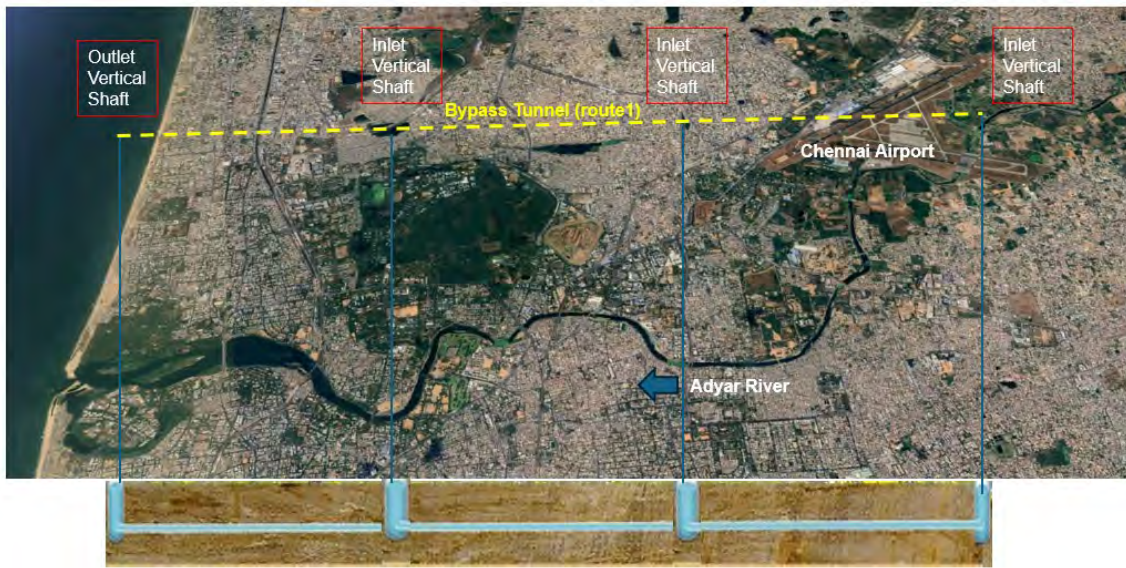 Outlet
Vertical
Shaft
Inlet
Vertical
Shaft
Inlet
Vertical
Shaft
Inlet
Vertical
Shaft
Bypass Tunnel (route1)
Chennai Airport
Adyar River